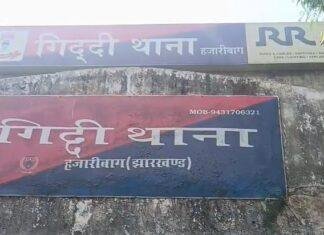 गिद्दी थाना हजारीबाग
RR
MOB-9431706321
गिद्दी थाना
हजारीबाग(झारखण्ड)